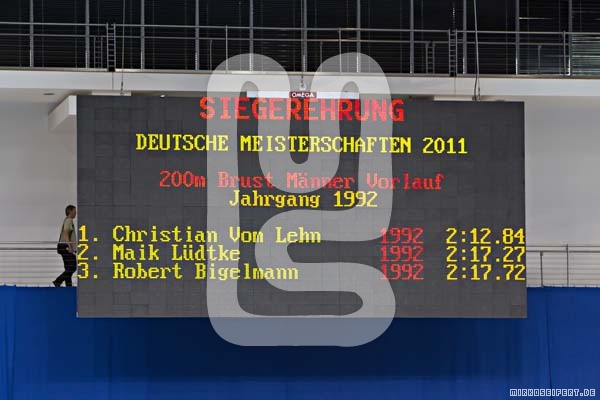 OMEGA
SIEGEREHRUNG
DEUTSCHE MEISTERSCHAFTEN 2011
200m Brust Männer Vorlauf
Jahrgang 1992
1. Christian Vom Lehn 1992 2:12.84
2. Maik Lüdtke 1992 2:17.27
3. Robert Bigelmann 1992 2:17.72
MIRKOSEIFERT.DE